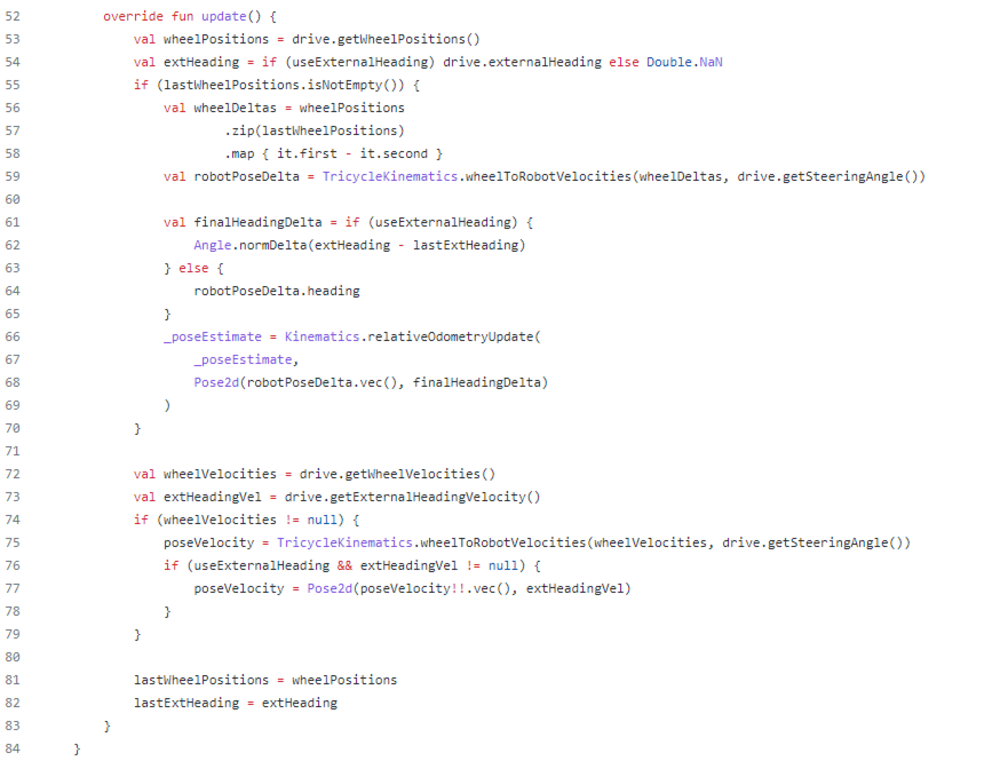 52 override fun update() {
53 val wheelPositions = drive.getWheelPositions()
54 val extHeading = if (useExternalHeading) drive.externalHeading else Double.NaN
55 if (lastWheelPositions.isNotEmpty()) {
56 val wheelDeltas = wheelPositions
57 .zip(lastWheelPositions)
58 .map { it.first - it.second }
59 val robotPoseDelta = TricycleKinematics.wheelToRobotVelocities(wheelDeltas, drive.getSteeringAngle())
60
61 val finalHeadingDelta = if (useExternalHeading) {
62 Angle.normDelta(extHeading - lastExtHeading)
63 } else {
64 robotPoseDelta.heading
65 }
66 _poseEstimate = Kinematics.relativeOdometryUpdate(
67 _poseEstimate,
68 Pose2d(robotPoseDelta.vec(), finalHeadingDelta)
69 )
70 }
71
72 val wheelVelocities = drive.getWheelVelocities()
73 val extHeadingVel = drive.getExternalHeadingVelocity()
74 if (wheelVelocities != null) {
75 poseVelocity = TricycleKinematics.wheelToRobotVelocities(wheelVelocities, drive.getSteeringAngle())
76 if (useExternalHeading && extHeadingVel != null) {
77 poseVelocity = Pose2d(poseVelocity!!.vec(), extHeadingVel)
78 }
79 }
80
81 lastWheelPositions = wheelPositions
82 lastExtHeading = extHeading
83 }
84 }